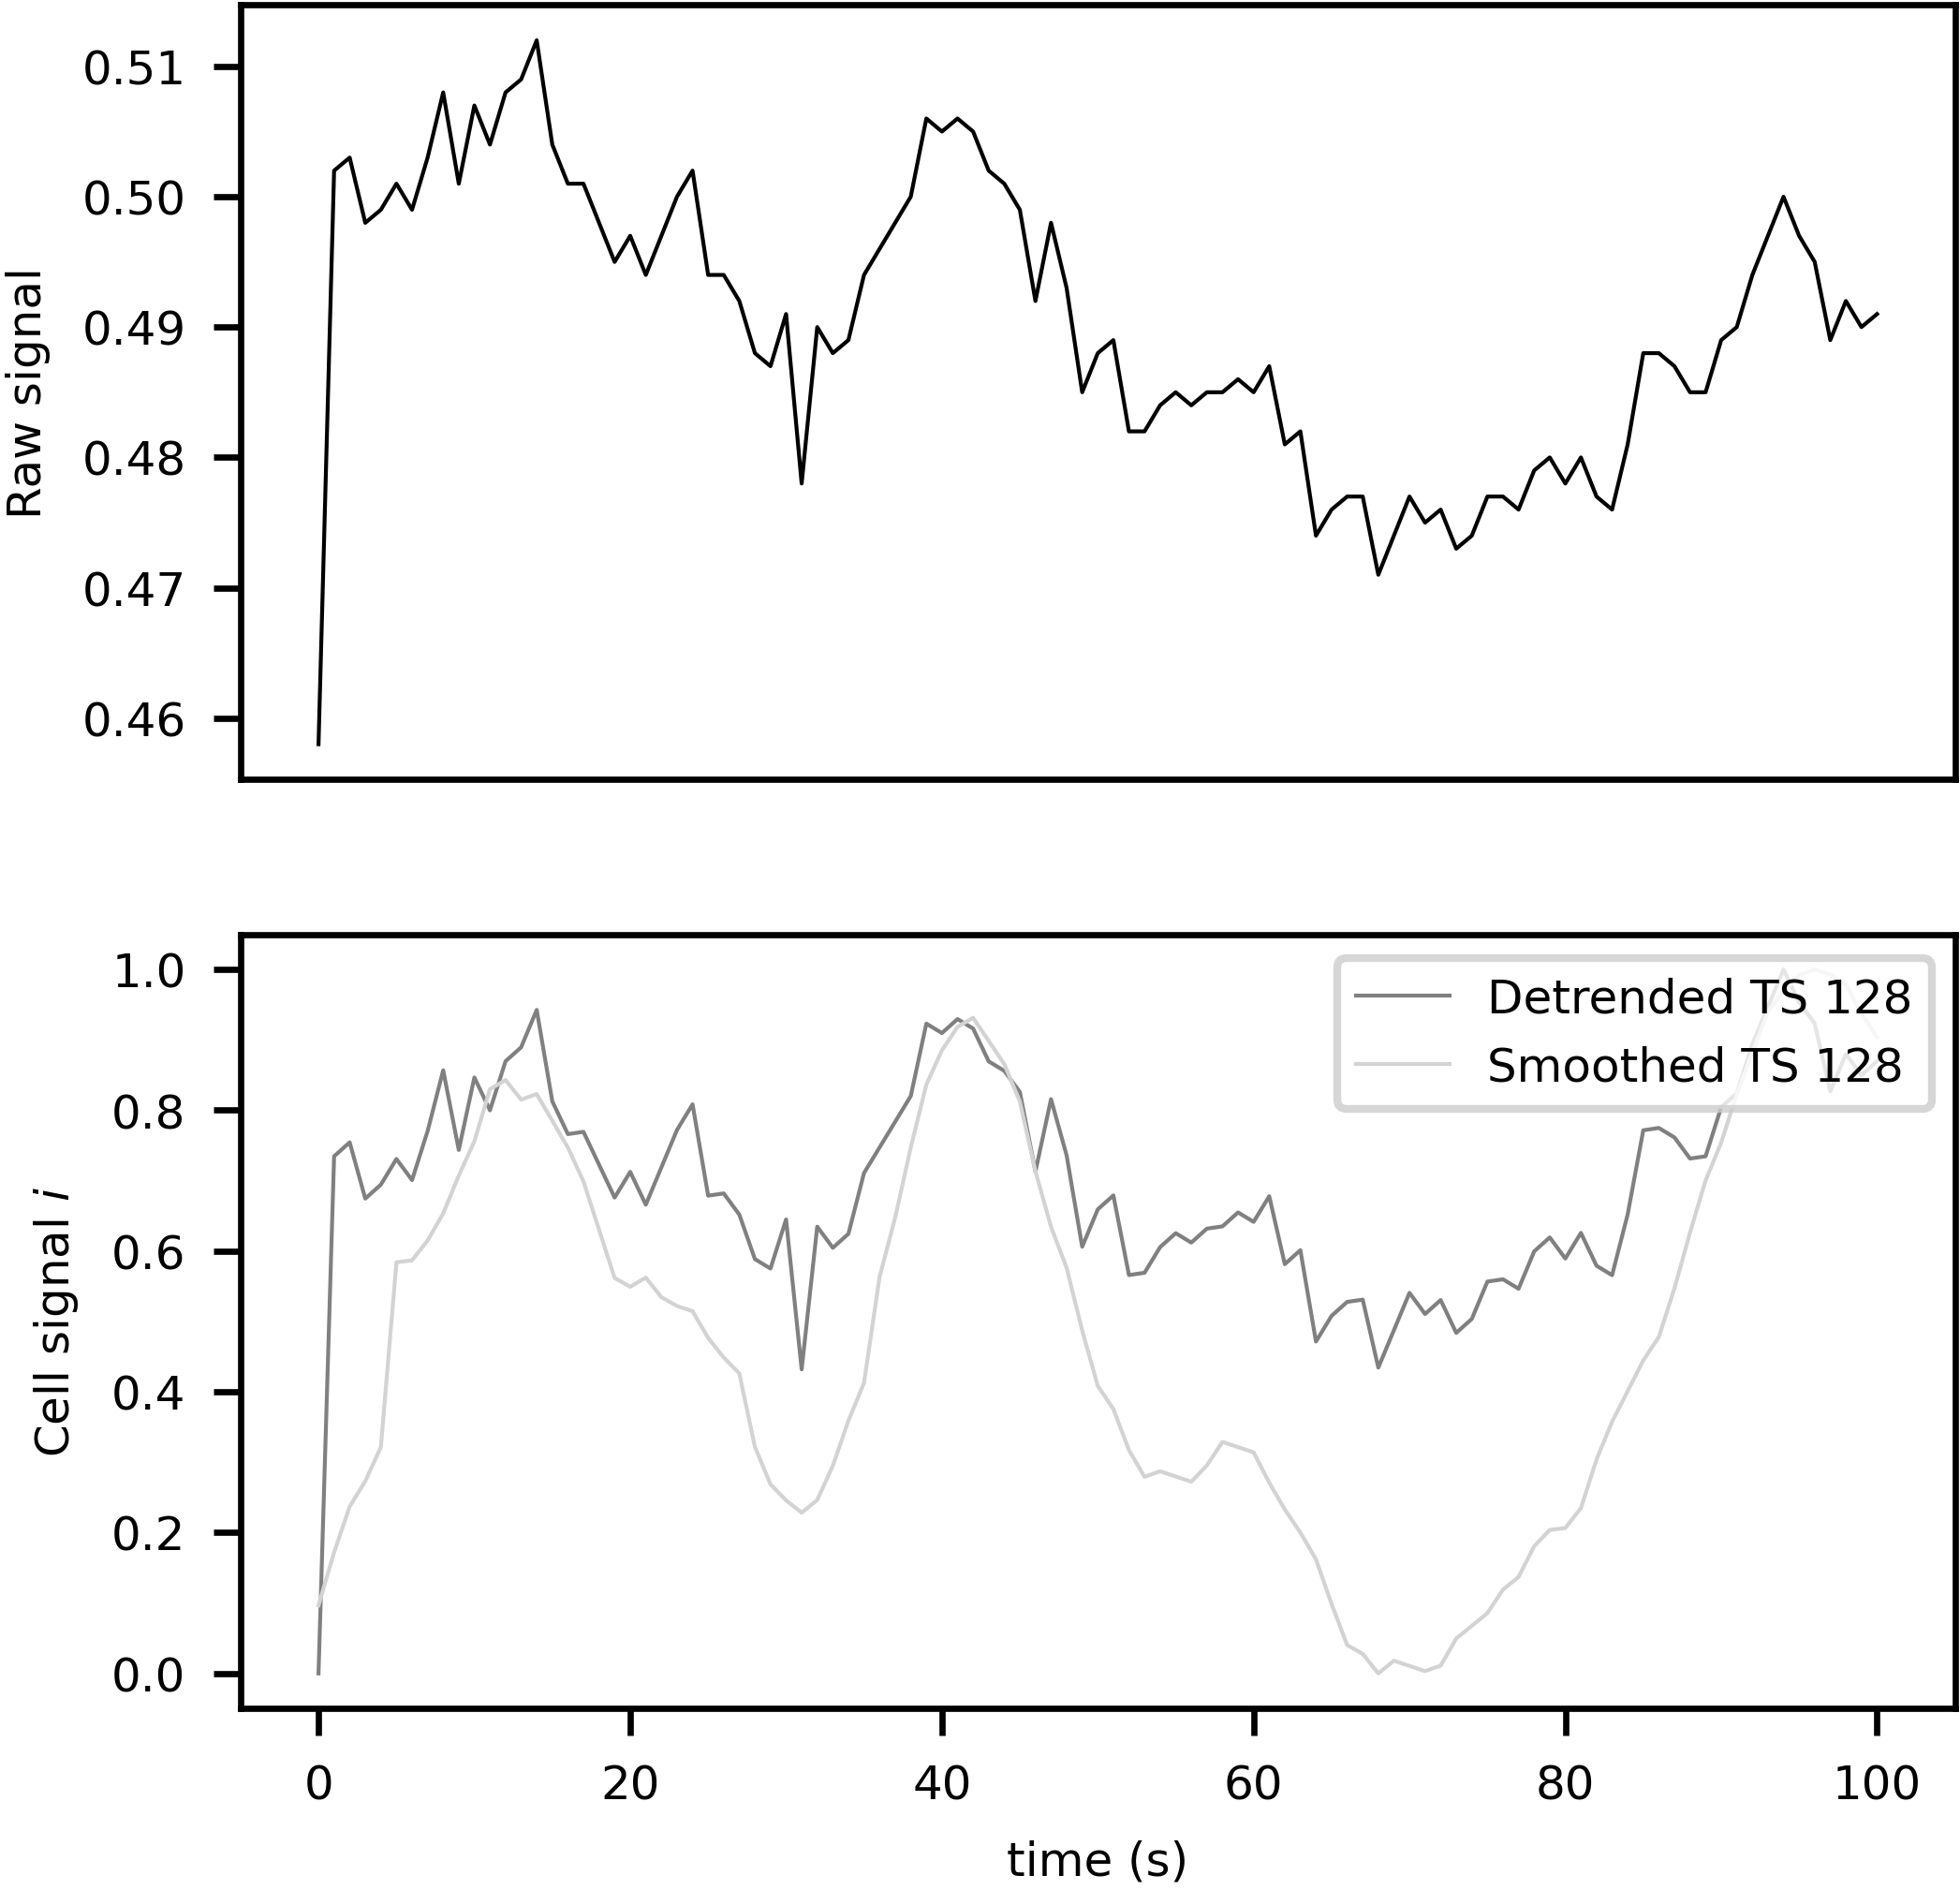 0.51
0.50
0.49
0.48
0.47
0.46
Raw signal
1.0
0.8
0.6
0.4
0.2
0.0
Cell signal i
Detrended TS 128
Smoothed TS 128
0 20 40 60 80 100
time (s)